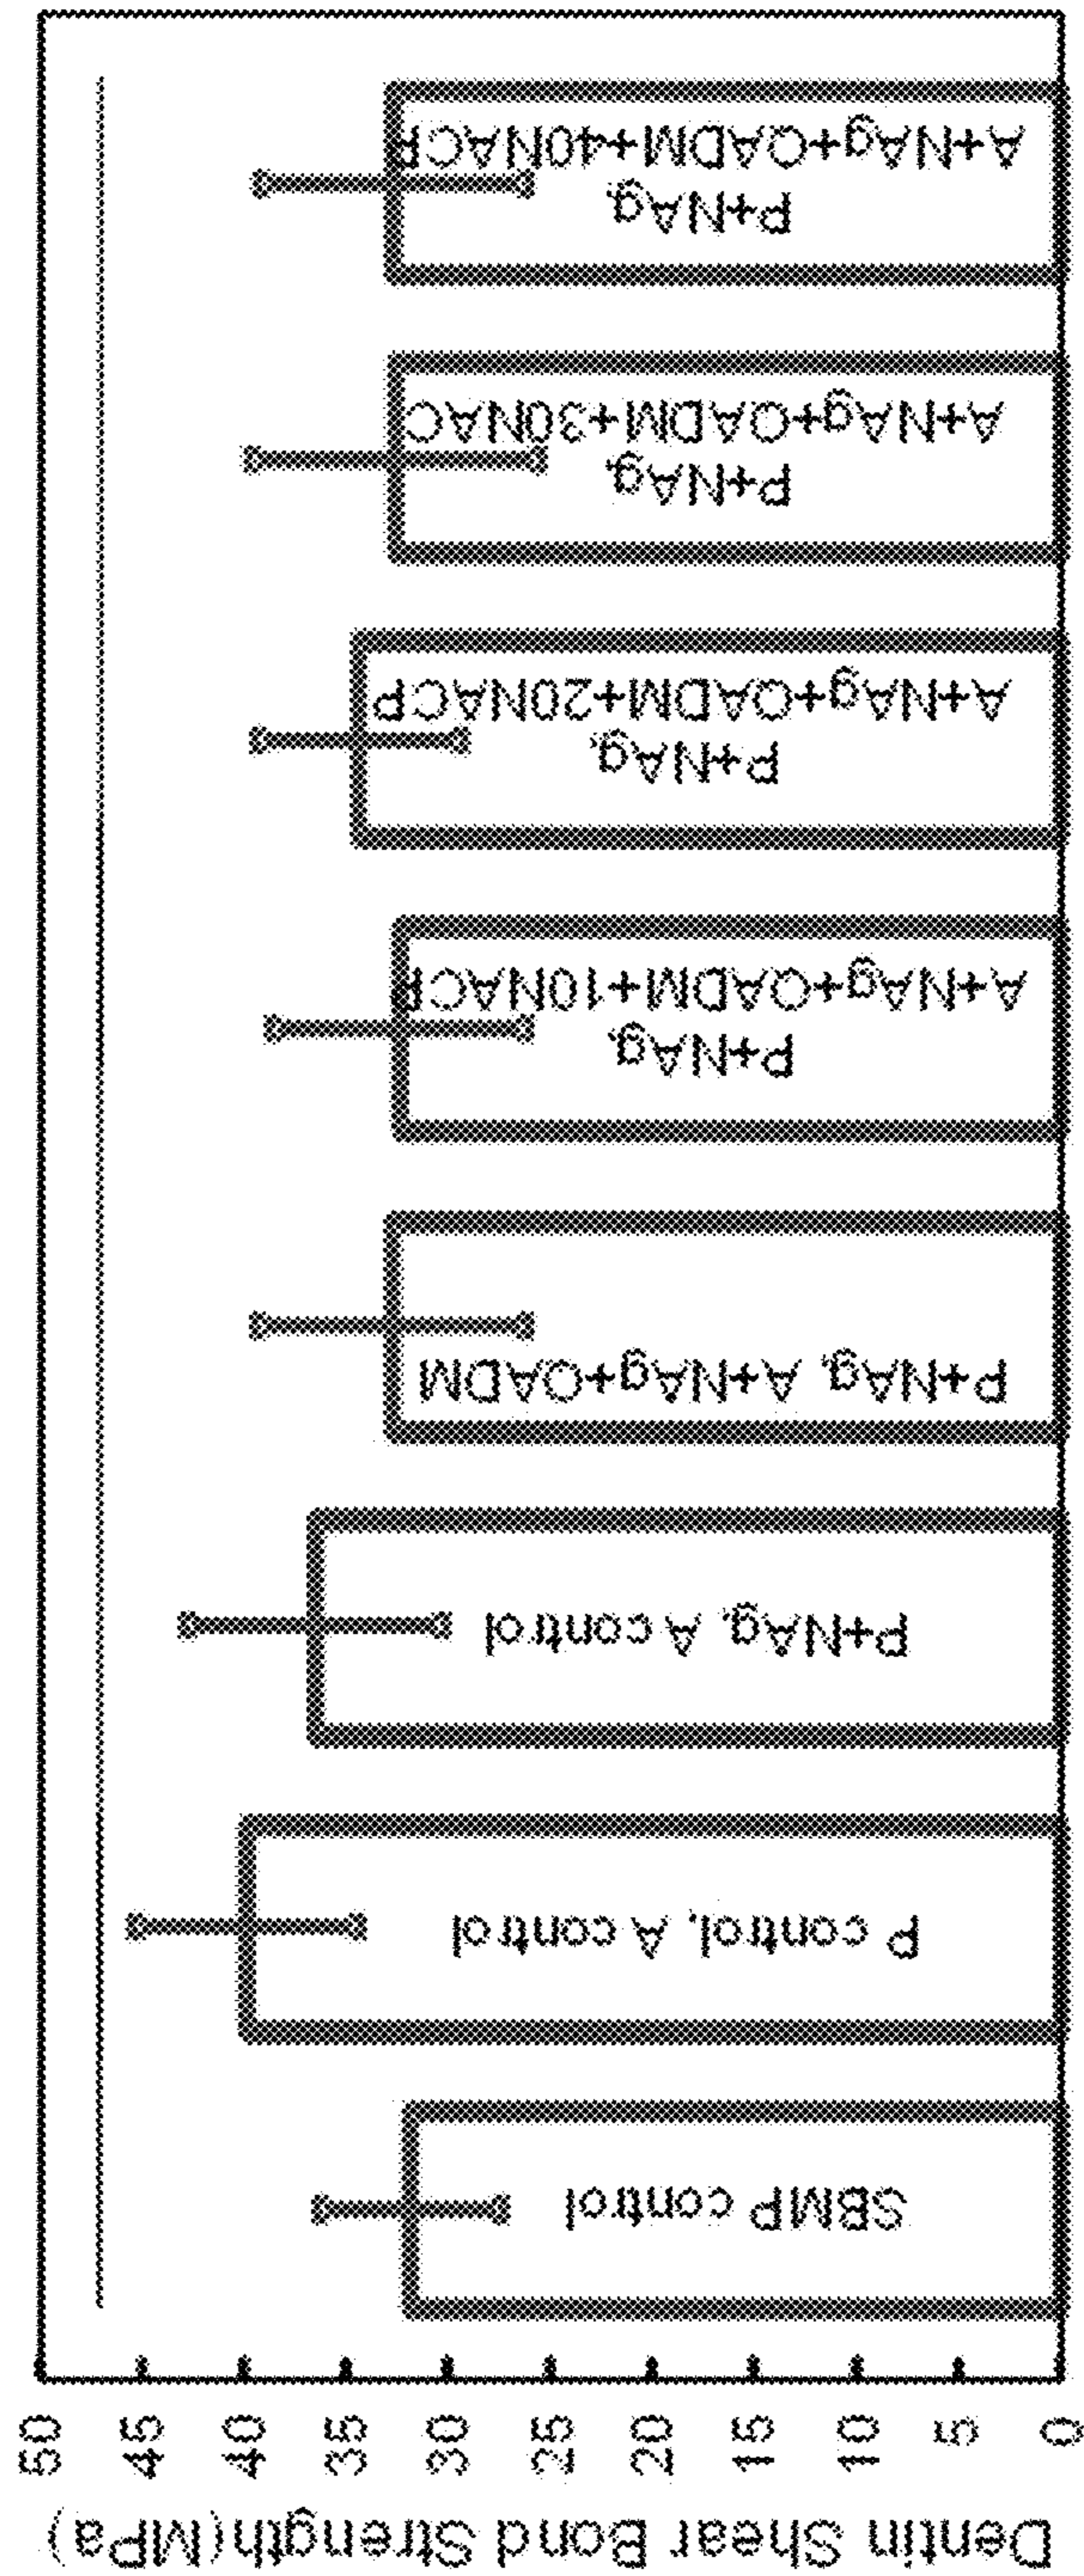 Dentin Shear Bond Strength(MPa)
50
45
40
35
30
25
20
15
10
5
0
SBMP control
P control, A control
P+NAg, A control
P+NAg, A+NAg+QADM
P+NAg,
A+NAg+QADM+10NACP
P+NAg,
A+NAg+QADM+20NACP
P+NAg,
A+NAg+QADM+30NAC
P+NAg,
A+NAg+QADM+40NACP